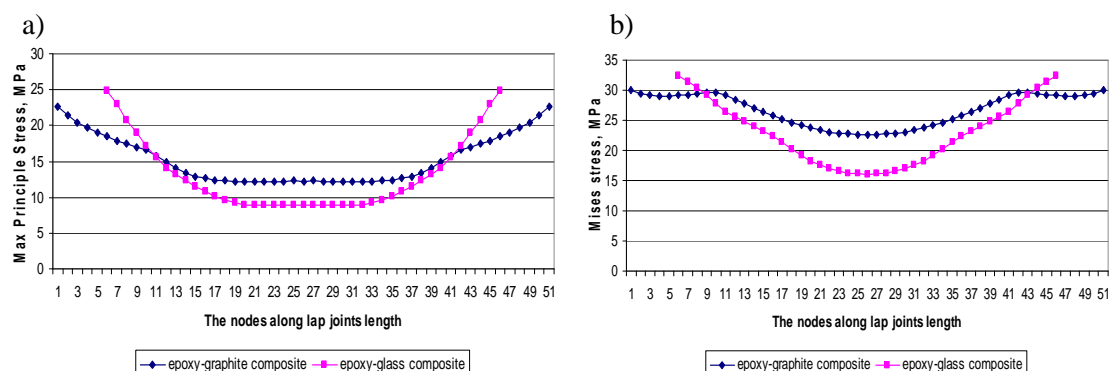 a)
Max Principle Stress, MPa
30
25
20
15
10
5
0
1 3 5 7 9 11 13 15 17 19 21 23 25 27 29 31 33 35 37 39 41 43 45 47 49 51
The nodes along lap joints length
epoxy-graphite composite epoxy-glass composite
b)
Mises stress, MPa
35
30
25
20
15
10
5
0
1 3 5 7 9 11 13 15 17 19 21 23 25 27 29 31 33 35 37 39 41 43 45 47 49 51
The nodes along lap joints length
epoxy-graphite composite epoxy-glass composite